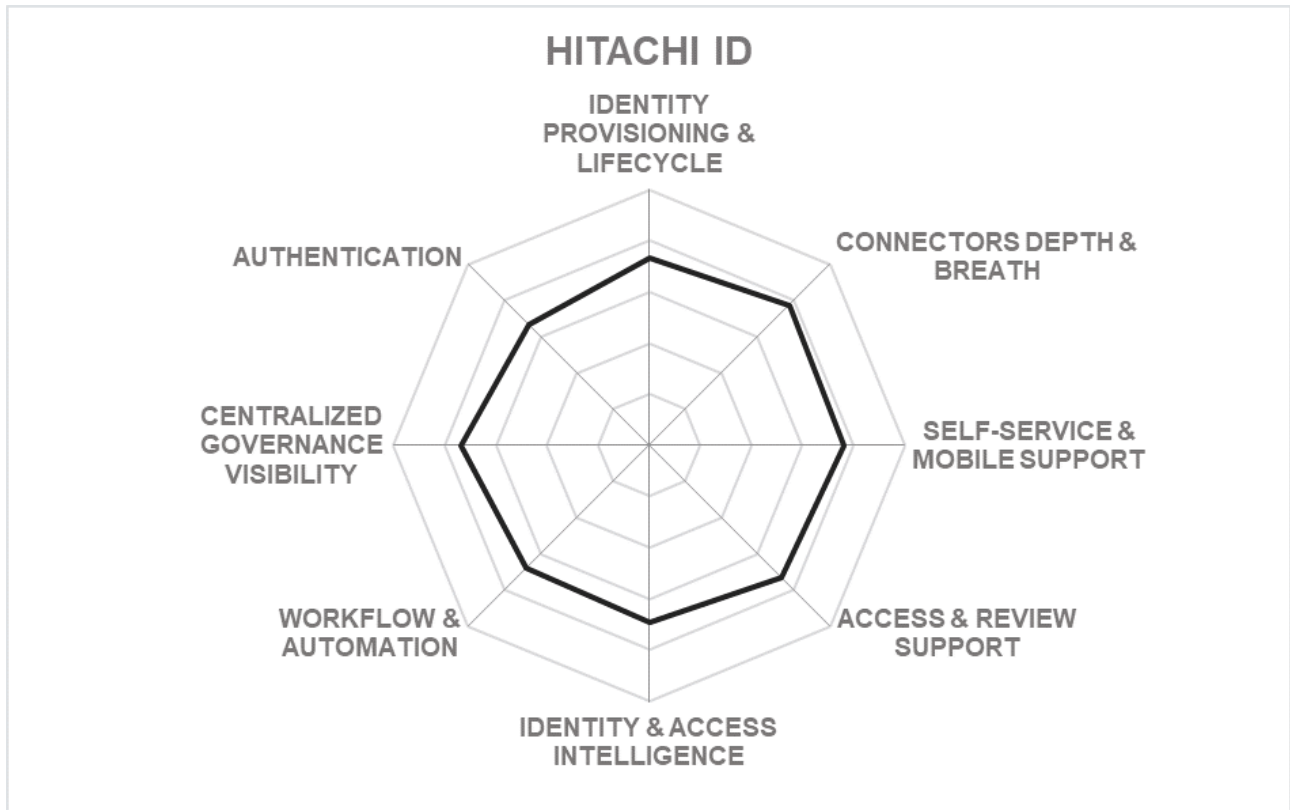 HITACHI ID
IDENTITY
PROVISIONING &
LIFECYCLE
CONNECTORS DEPTH &
BREATH
SELF-SERVICE &
MOBILE SUPPORT
ACCESS & REVIEW
SUPPORT
IDENTITY & ACCESS
INTELLIGENCE
WORKFLOW &
AUTOMATION
CENTRALIZED
GOVERNANCE
VISIBILITY
AUTHENTICATION